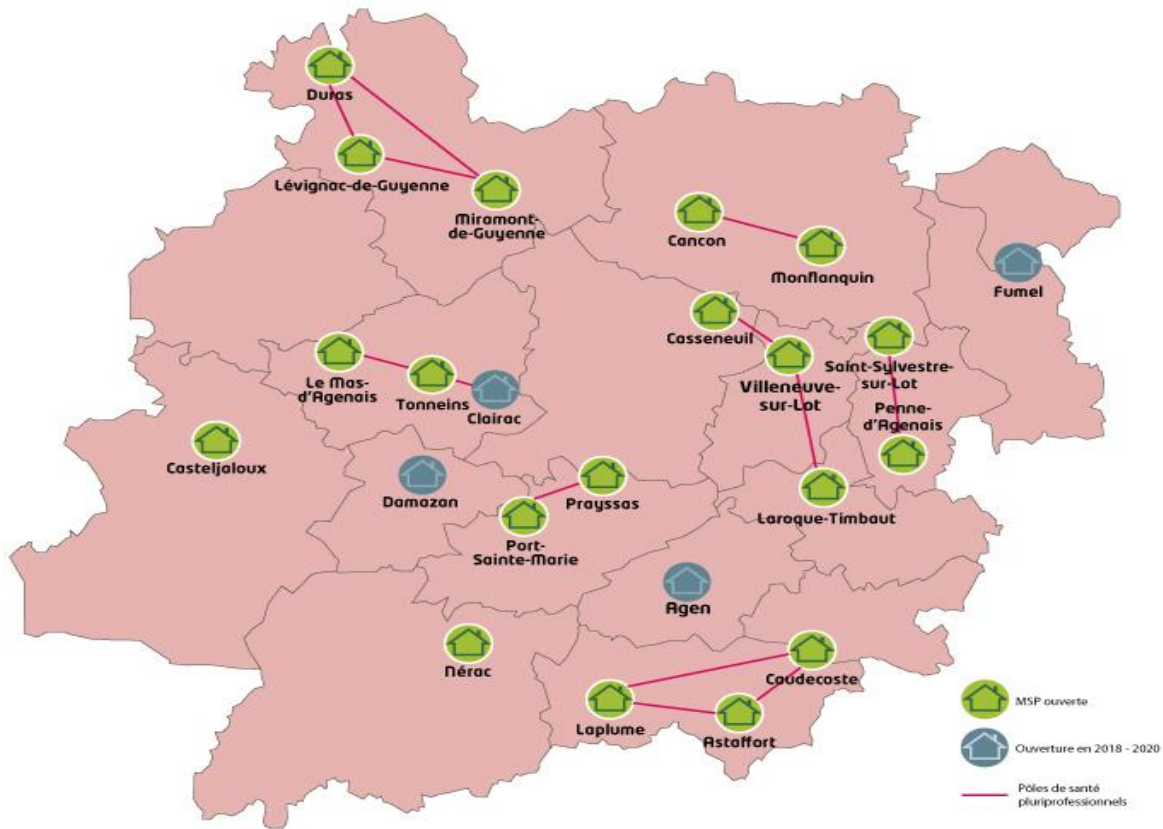 Duras
Lévignac-de-Guyenne
Miramont-
de-Guyenne
Cancon
Monflanquin
Fumel
Casseneuil
Saint-Sylvestre-
sur-Lot
Villeneuve-
sur-Lot
Penne-
d'Agenais
Le Mas-
d'Agenais
Tonneins
Clairac
Casteljaloux
Damazan
Prayssas
Laroque-Timbaut
Port-
Sainte-Marie
Agen
Nérac
Caudecoste
Laplume
Astaffort
MSP ouverte
Ouverture en 2018 - 2020
Pôles de santé
pluriprofessionnels